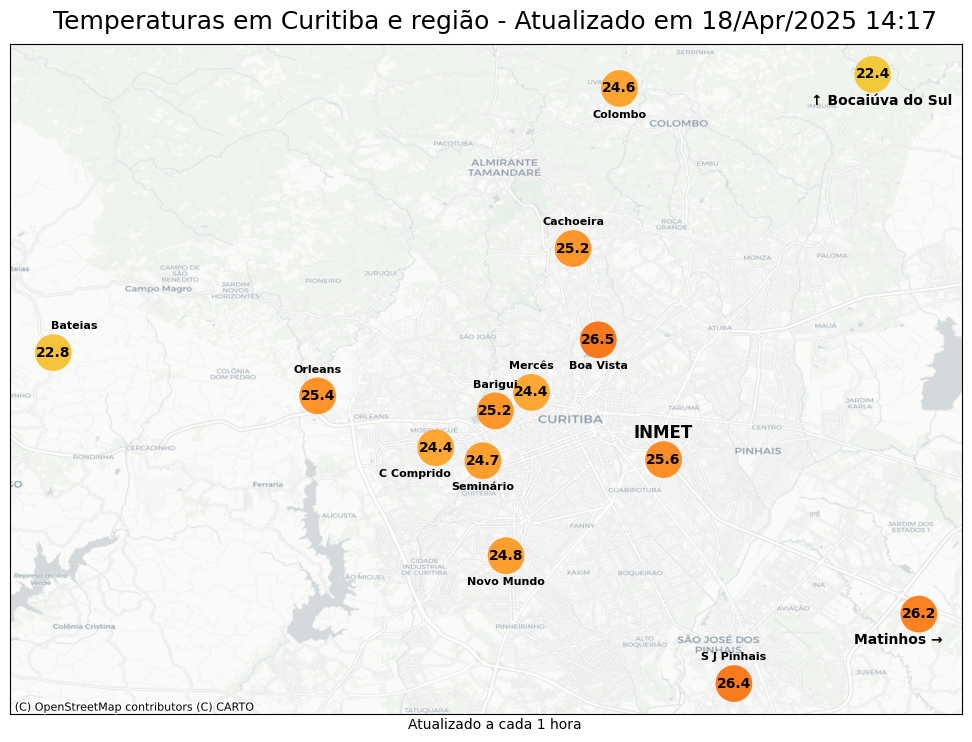 Temperaturas em Curitiba e região - Atualizado em 18/Apr/2025 14:17
SERRINHA
22.4
↑ Bocaiúva do Sul
24.6
Colombo
COLOMBO
PACOTUBA
ALMIRANTE
TAMANDARÉ
EMBU
Cachoeira
25.2
ROÇA
GRANDE
MONZA
PALOMA
CAMPO DE
SÃO
BENEDITO
Campo Magro
JARDIM
NOVOS
HORIZONTES
PIONEIRO
JURUQUI
Bateias
22.8
SÃO JOÃO
26.5
Boa Vista
ATUBA
MAUÁ
COLÔNIA
DOM PEDRO
Orleans
25.4
Mercês
24.4
Barigui
25.2
ORLEANS
CURITIBA
TARUMÃ
JARDIM
KARLA
CENTRO
PINHAIS
INMET
25.6
24.4
C Comprido
24.7
Seminário
CERCADINHO
RONDINHA
Ferraria
GUABIROTUBA
AUGUSTA
FANNY
IPÊ
JARDIM DOS
ESTADOS 1
24.8
Novo Mundo
CIDADE
INDUSTRIAL
DE CURITIBA
SÃO MIGUEL
XAXIM
BOQUEIRÃO
INÁ
Represa do Rio
Verde
AVIAÇÃO
26.2
Matinhos →
Colônia Cristina
PINHEIRINHO
ALTO
BOQUEIRÃO
SÃO JOSÉ DOS
PINHAIS
S J Pinhais
26.4
JUREMA
TATUQUARA
(C) OpenStreetMap contributors (C) CARTO
Atualizado a cada 1 hora